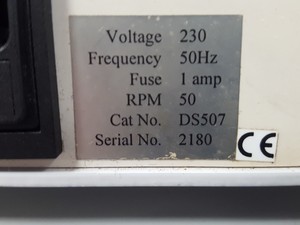 Voltage 230
Frequency 50Hz
Fuse 1 amp
RPM 50
Cat No. DS507
Serial No. 2180
CE